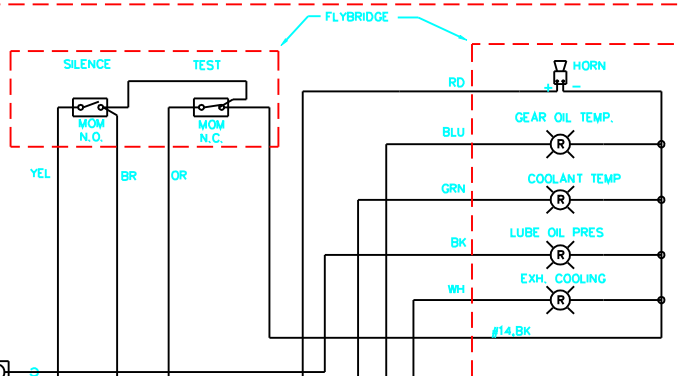 FLYBRIDGE
SILENCE
TEST
MOM
N.O.
MOM
N.C.
YEL
BR
OR
RD
HORN
+ -
BLU
GEAR OIL TEMP.
R
GRN
COOLANT TEMP
R
BK
LUBE OIL PRES
R
WH
EXH. COOLING
R
#14,BK